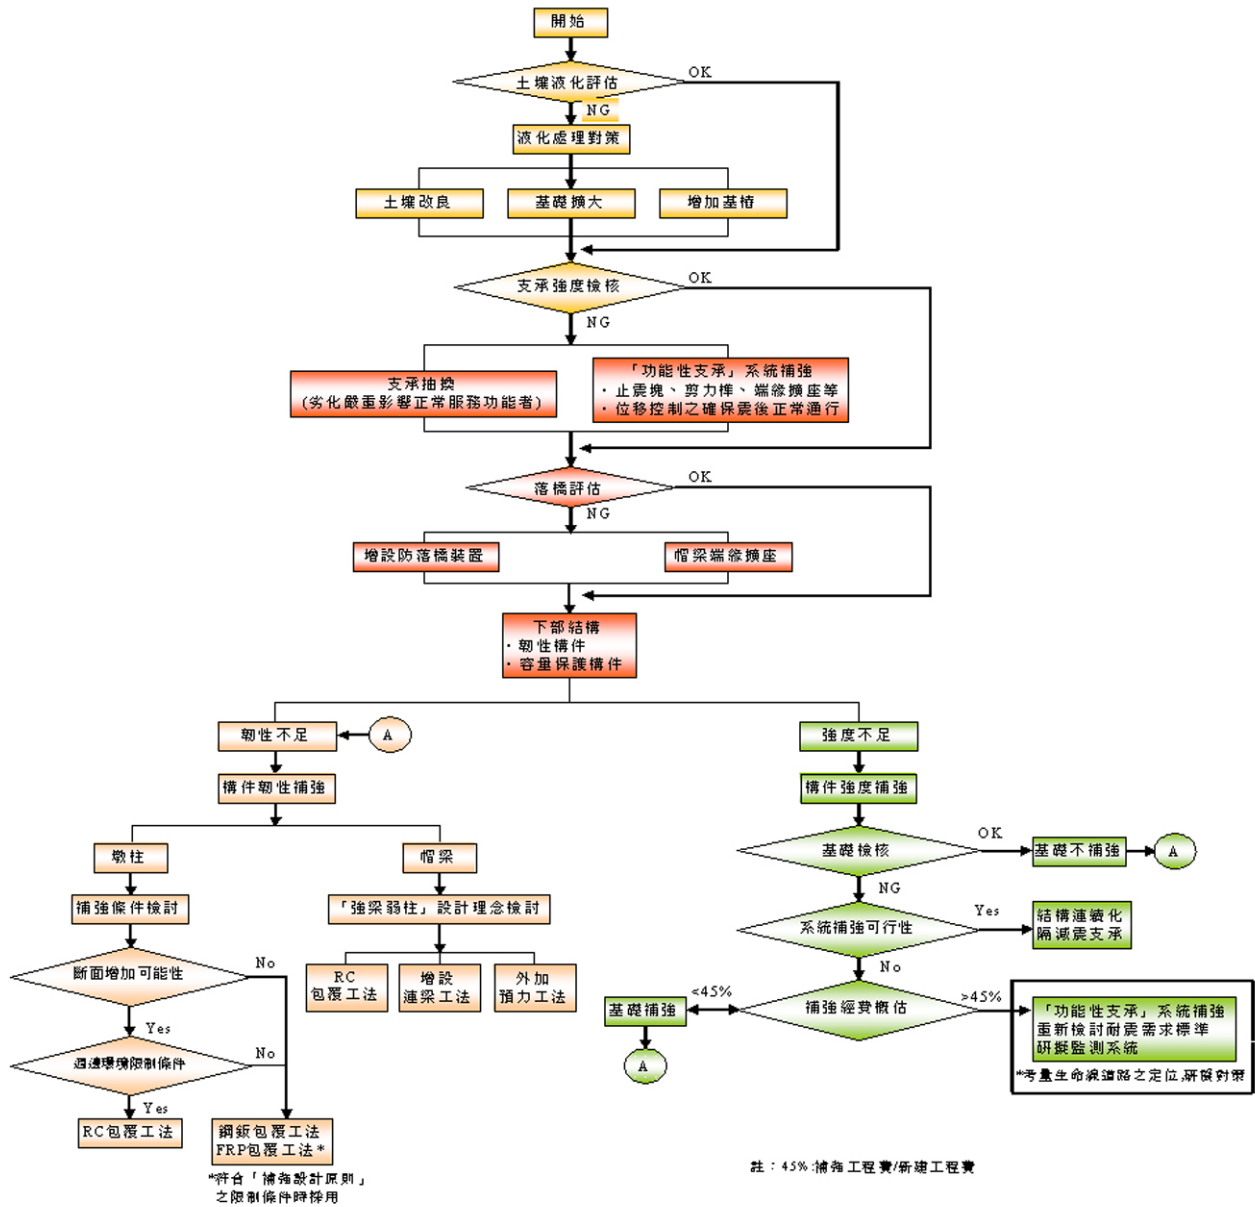 開始
土壤液化評估
OK
NG
液化處理對策
土壤改良
基礎擴大
增加基樁
支承強度檢核
OK
NG
支承抽換
(劣化嚴重影響正常服務功能者)
「功能性支承」系統補強
・止震塊、剪力榫、端緣擴座等
・位移控制之確保震後正常通行
落橋評估
OK
NG
增設防落橋裝置
帽梁端緣擴座
下部結構
・韌性構件
・容量保護構件
韌性不足
A
強度不足
構件韌性補強
構件強度補強
墩柱
帽梁
基礎檢核
OK
基礎不補強
A
NG
補強條件檢討
「強梁弱柱」設計理念檢討
系統補強可行性
Yes
結構連續化
隔減震支承
No
斷面增加可能性
No
RC
包覆工法
增設
連梁工法
外加
預力工法
Yes
基礎補強
<45%
補強經費概估
>45%
「功能性支承」系統補強
重新檢討耐震需求標準
研擬監測系統
*考量生命線道路之定位,研擬對策
A
週邊環境限制條件
No
Yes
RC包覆工法
鋼鈑包覆工法
FRP包覆工法*
*符合「補強設計原則」
之限制條件時採用
註：45%:補強工程費/新建工程費